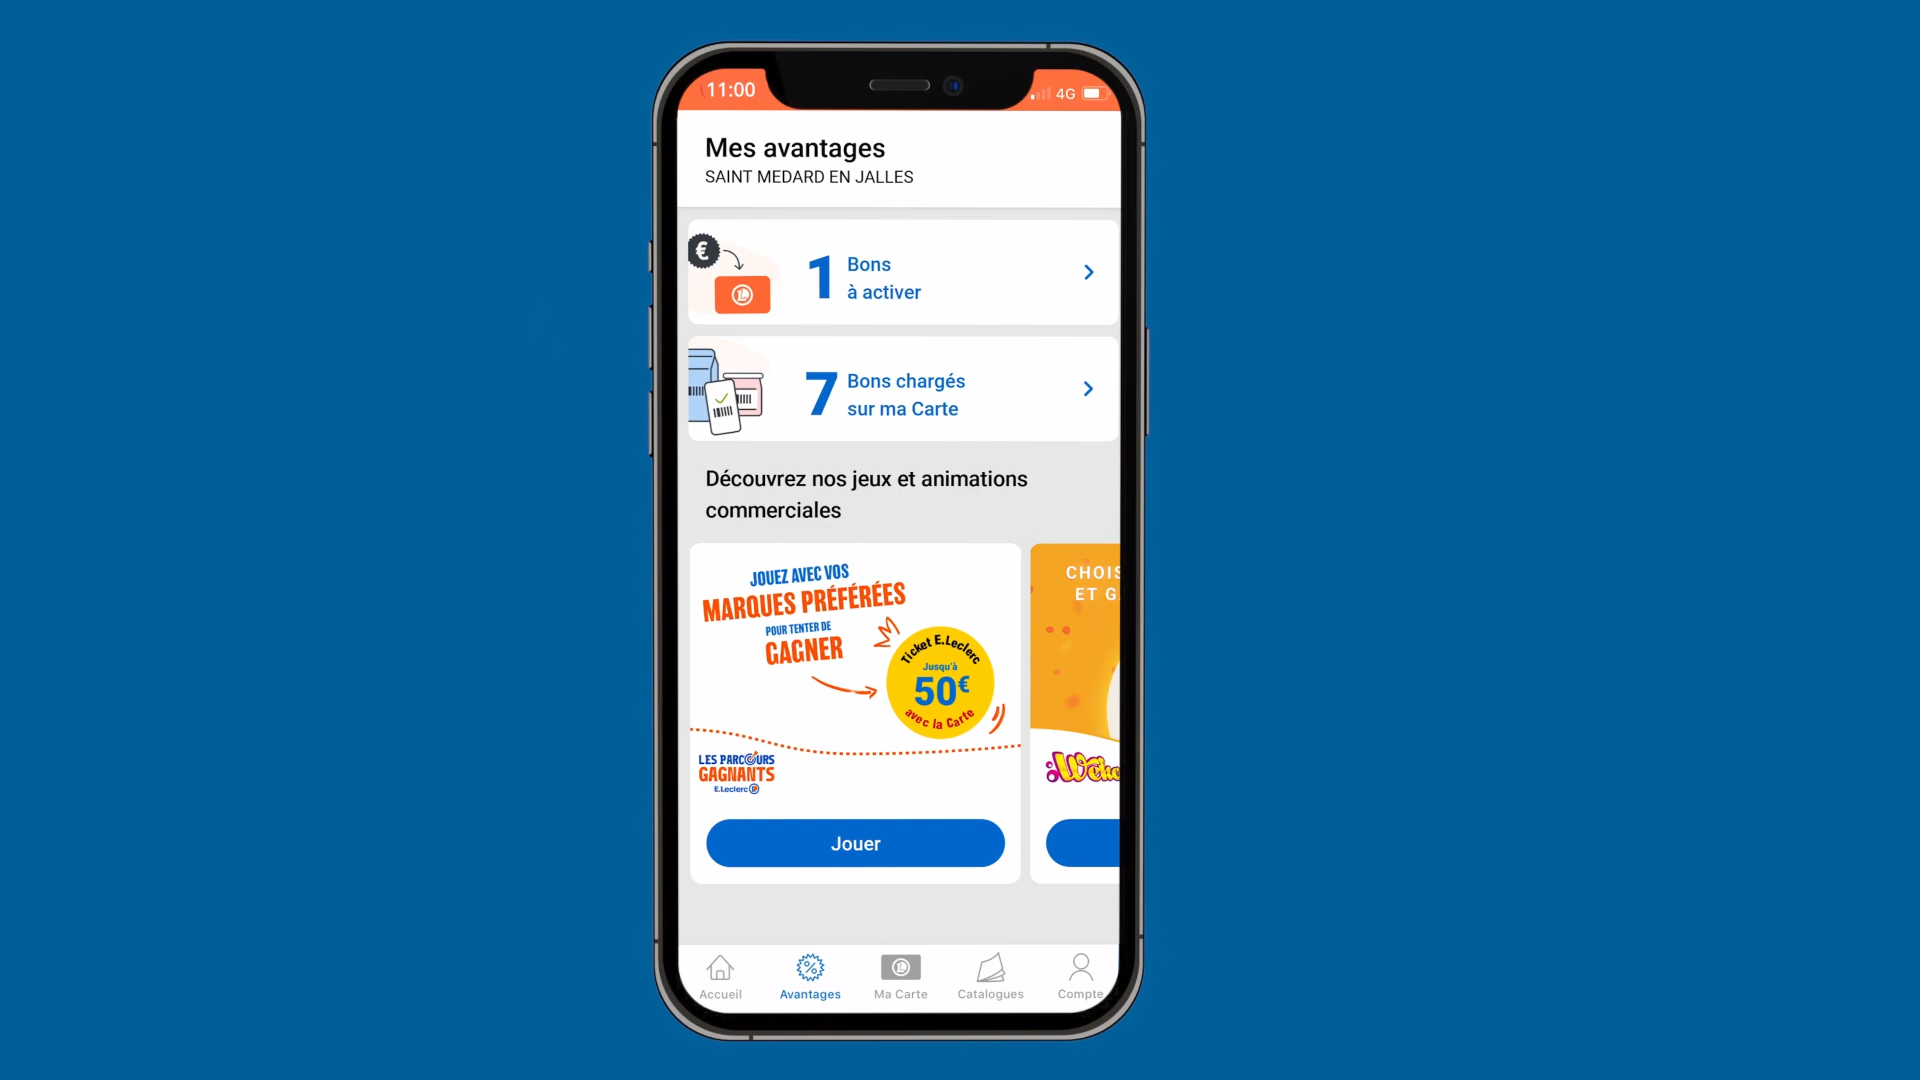 11:00
4G
Mes avantages
SAINT MEDARD EN JALLES
€
1
Bons
à activer
7
Bons chargés
sur ma Carte
Découvrez nos jeux et animations
commerciales
JOUEZ AVEC VOS
MARQUES PRÉFÉRÉES
POUR TENTER DE
GAGNER
Ticket E.Leclerc
Jusqu'à
50€
avec la Carte
LES PARCOURS
GAGNANTS
E.Leclerc
Jouer
CHOIS
ET G
Accueil
Avantages
Ma Carte
Catalogues
Compte